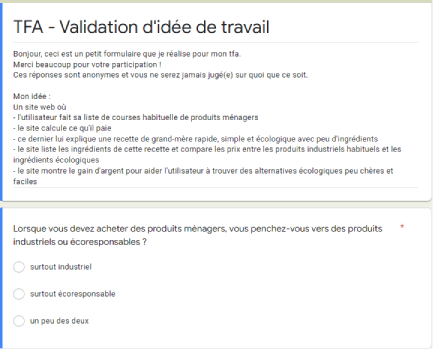 TFA - Validation d'idée de travail
Bonjour, ceci est un petit formulaire que je réalise pour mon tfa.
Merci beaucoup pour votre participation !
Ces réponses sont anonymes et vous ne serez jamais jugé(e) sur quoi que ce soit.
Mon idée :
Un site web où
- l'utilisateur fait sa liste de courses habituelle de produits ménagers
- le site calcule ce qu'il paie
- ce dernier lui explique une recette de grand-mère rapide, simple et écologique avec peu d'ingrédients
- le site liste les ingrédients de cette recette et compare les prix entre les produits industriels habituels et les
ingrédients écologiques
- le site montre le gain d'argent pour aider l'utilisateur à trouver des alternatives écologiques peu chères et
faciles
Lorsque vous devez acheter des produits ménagers, vous penchez-vous vers des produits *
industriels ou écoresponsables ?
surtout industriel
surtout écoresponsable
un peu des deux